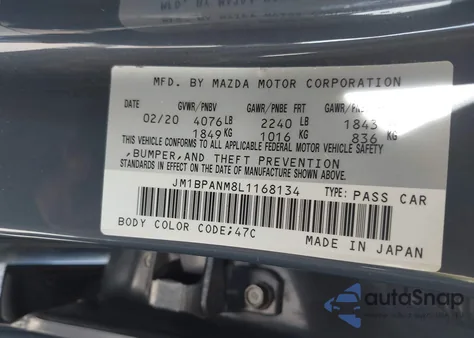 MFD. BY MAZDA MOTOR CORPORATION
DATE GVWR/PNBV GAWR/PNBE FRT GAWR/PNBE
02/20 4076LB 2240 LB 1843
1849KG 1016 KG 836 KG
THIS VEHICLE CONFORMS TO ALL APPLICABLE FEDERAL MOTOR VEHICLE SAFETY,
BUMPER, AND THEFT PREVENTION
STANDARDS IN EFFECT ON THE DATE OF MANUFACTURE SHOWN ABOVE.
JM1BPANM8L1168134 TYPE: PASS CAR
BODY COLOR CODE;47C
MADE IN JAPAN
autoSnap